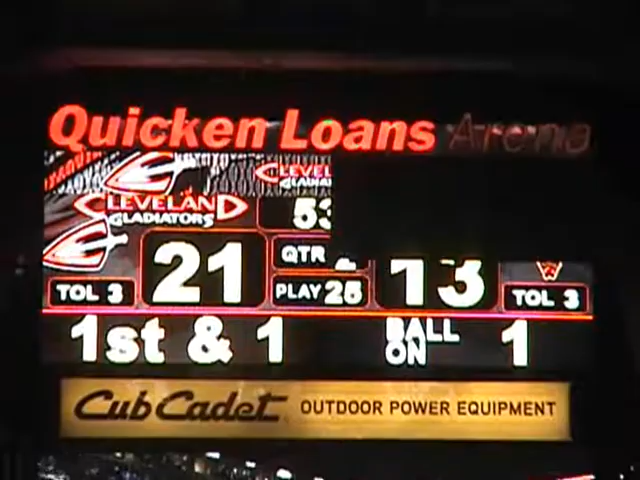 Quicken Loans Arena
CLEVELAND
GLADIATORS
21
QTR
TOL 3
PLAY 25
13
TOL 3
1st & 1
BALL ON 1
Cub Cadet OUTDOOR POWER EQUIPMENT